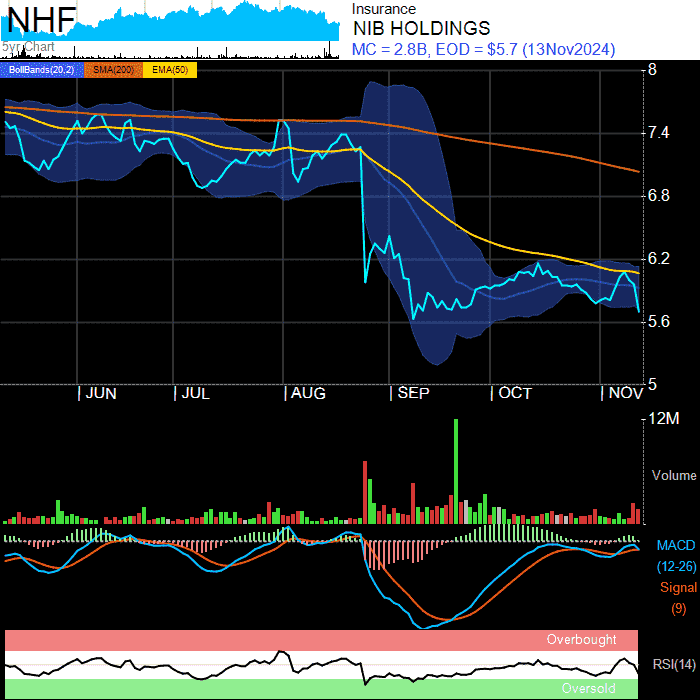 NHF
5yr Chart
Insurance
NIB HOLDINGS
MC = 2.8B, EOD = $5.7 (13Nov2024)
BollBands(20,2) SMA(200) EMA(50)
8
7.4
6.8
6.2
5.6
5
| JUN | JUL | AUG | SEP | OCT | NOV
12M
Volume
MACD
(12-26)
Signal
(9)
Overbought
RSI(14)
Oversold